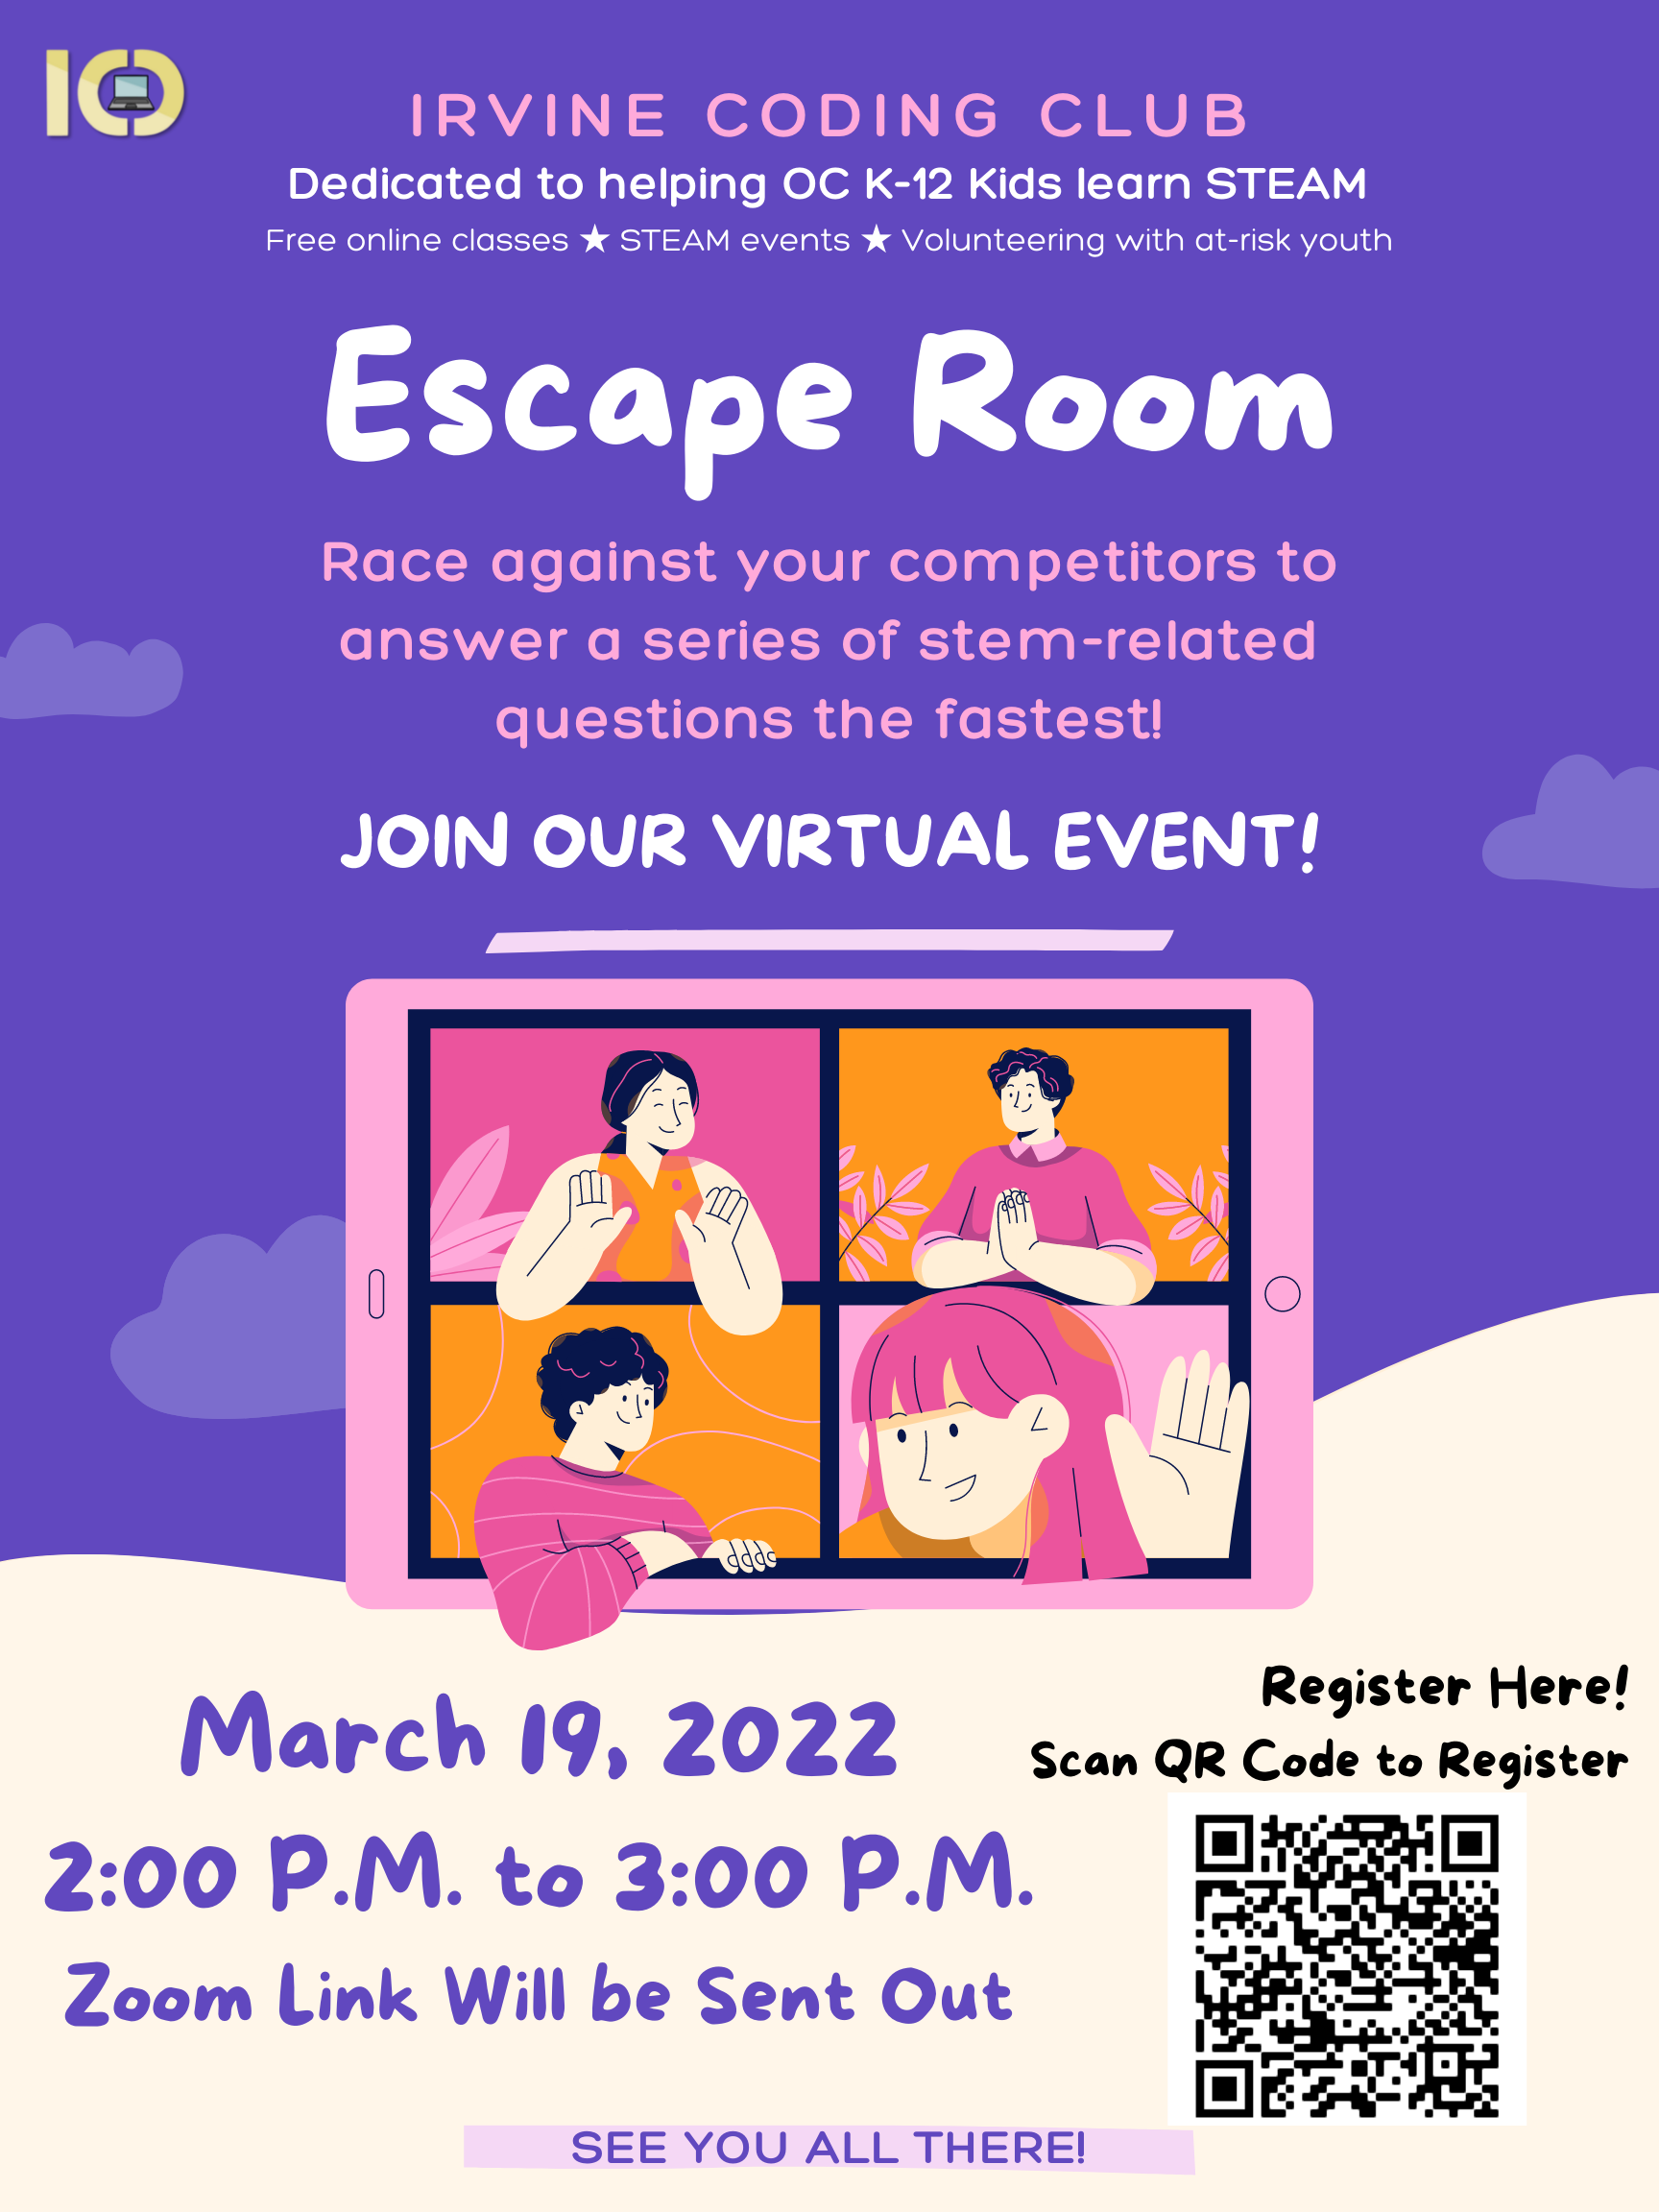 ICC
IRVINE CODING CLUB
Dedicated to helping OC K-12 Kids learn STEAM
Free online classes ★ STEAM events ★ Volunteering with at-risk youth
Escape Room
Race against your competitors to
answer a series of stem-related
questions the fastest!
JOIN OUR VIRTUAL EVENT!
March 19, 2022
2:00 P.M. to 3:00 P.M.
Zoom Link Will be Sent Out
Register Here!
Scan QR Code to Register
SEE YOU ALL THERE!